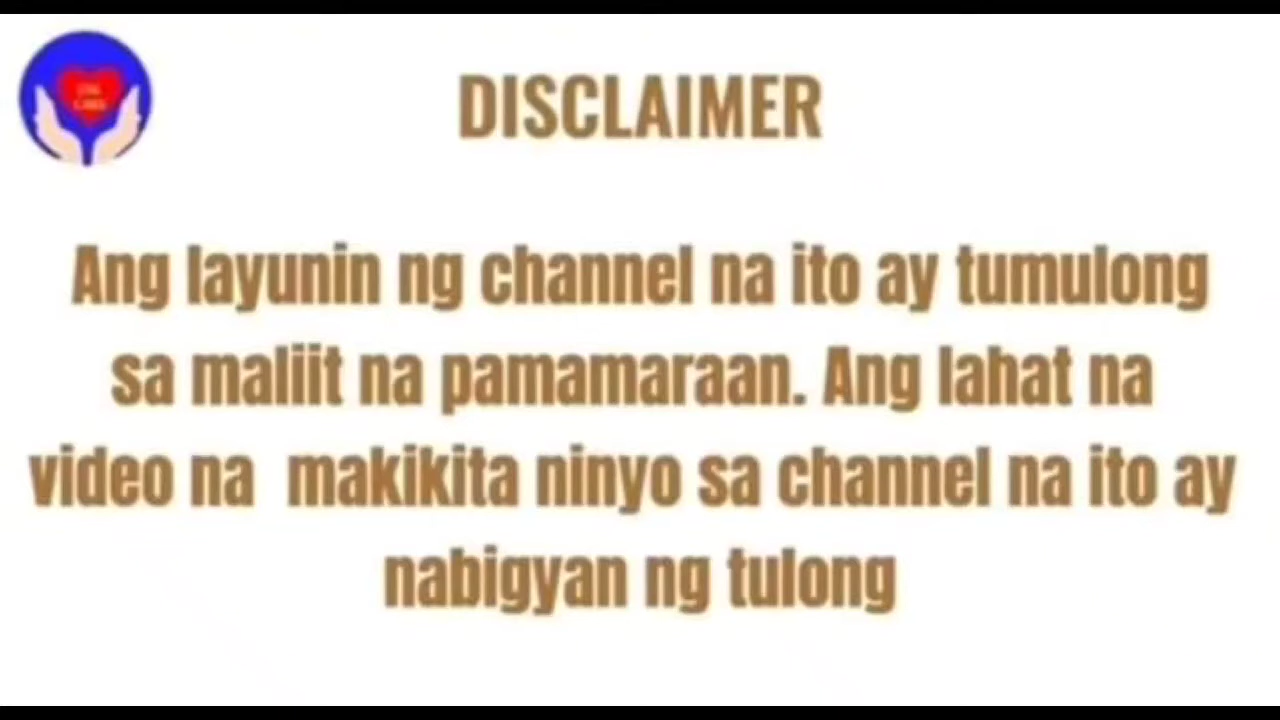 DISCLAIMER
Ang layunin ng channel na ito ay tumulong
sa maliit na pamamaraan. Ang lahat na
video na makikita ninyo sa channel na ito ay
nabigyan ng tulong